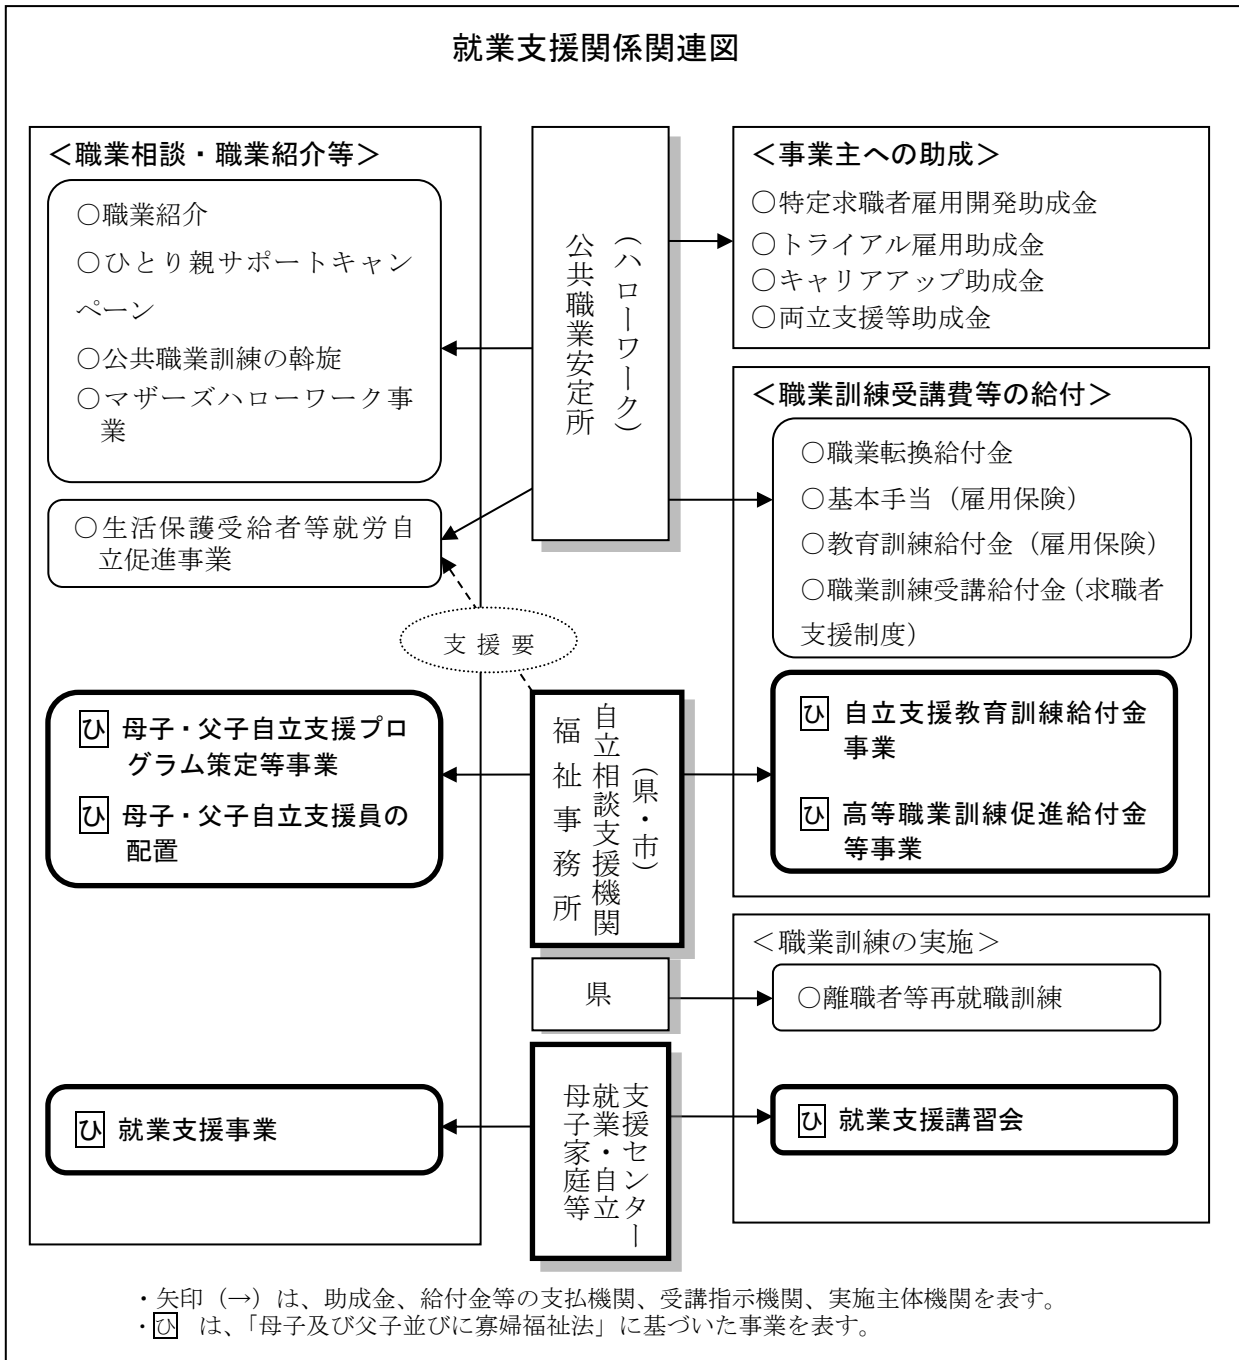 就業支援関係関連図
＜職業相談・職業紹介等＞
○職業紹介
○ひとり親サポートキャン
ペーン
○公共職業訓練の斡旋
○マザーズハローワーク事
業
○生活保護受給者等就労自
立促進事業
支援要
ひ 母子・父子自立支援プロ
グラム策定等事業
ひ 母子・父子自立支援員の
配置
ひ 就業支援事業
公共職業安定所
（ハローワーク）
福祉事務所
自立相談支援機関
（県・市）
県
母子家庭等
就業・自立
支援センター
＜事業主への助成＞
○特定求職者雇用開発助成金
○トライアル雇用助成金
○キャリアアップ助成金
○両立支援等助成金
＜職業訓練受講費等の給付＞
○職業転換給付金
○基本手当（雇用保険）
○教育訓練給付金（雇用保険）
○職業訓練受講給付金（求職者
支援制度）
ひ 自立支援教育訓練給付金
事業
ひ 高等職業訓練促進給付金
等事業
＜職業訓練の実施＞
○離職者等再就職訓練
ひ 就業支援講習会
・矢印（→）は、助成金、給付金等の支払機関、受講指示機関、実施主体機関を表す。
・ひ は、「母子及び父子並びに寡婦福祉法」に基づいた事業を表す。